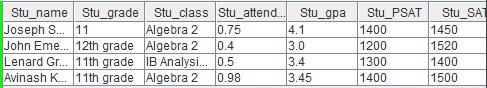 Stu_name Stu_grade Stu_class Stu_attend... Stu_gpa Stu_PSAT Stu_SAT
Joseph S... 11 Algebra 2 0.75 4.1 1400 1450
John Eme... 12th grade Algebra 2 0.4 3.0 1200 1520
Lenard Gr... 11th grade IB Analysi... 0.5 3.4 1300 1400
Avinash K... 11th grade Algebra 2 0.98 3.45 1400 1500